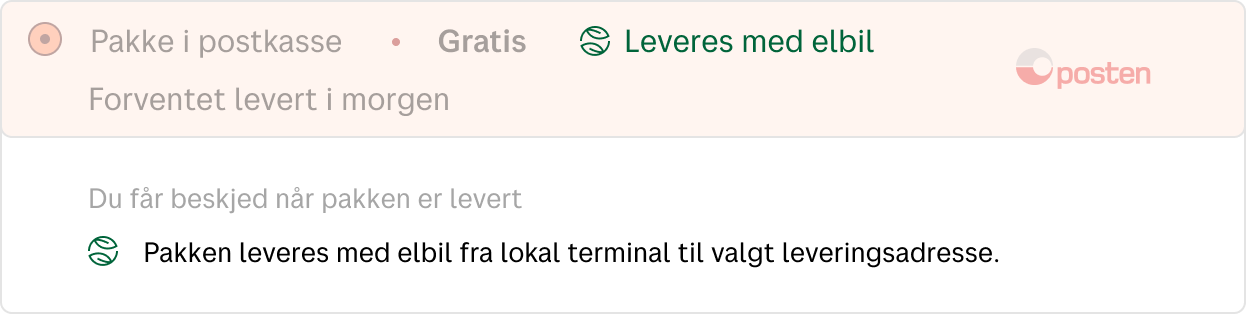 Pakke i postkasse • Gratis Leveres med elbil
Forventet levert i morgen
posten
Du får beskjed når pakken er levert
Pakken leveres med elbil fra lokal terminal til valgt leveringsadresse.